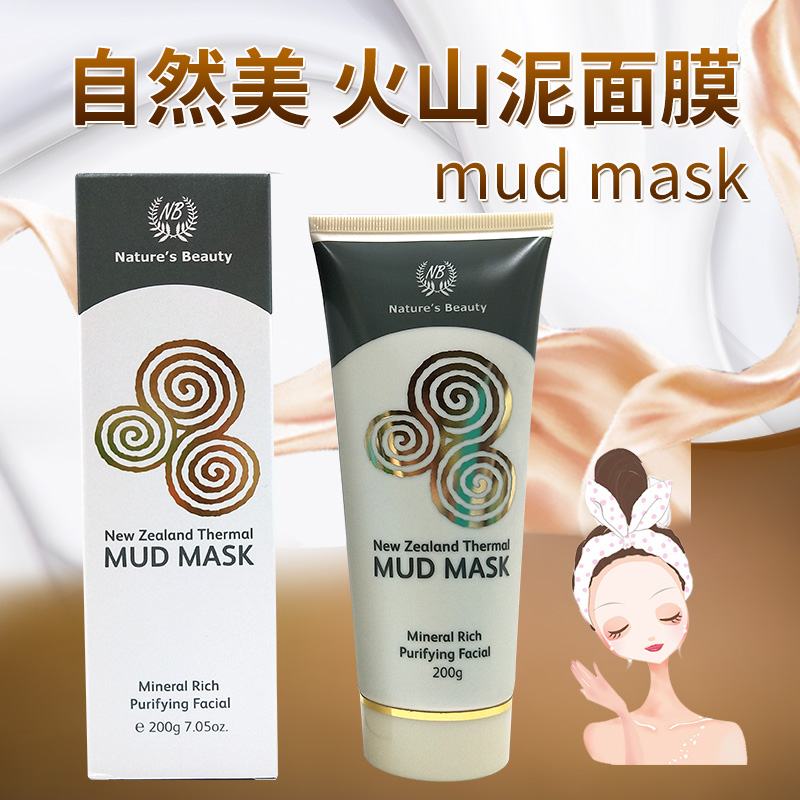 自然美 火山泥面膜
mud mask
NB
Nature's Beauty
New Zealand Thermal
MUD MASK
Mineral Rich
Purifying Facial
℮ 200g 7.05oz.
NB
Nature's Beauty
New Zealand Thermal
MUD MASK
Mineral Rich
Purifying Facial
200g